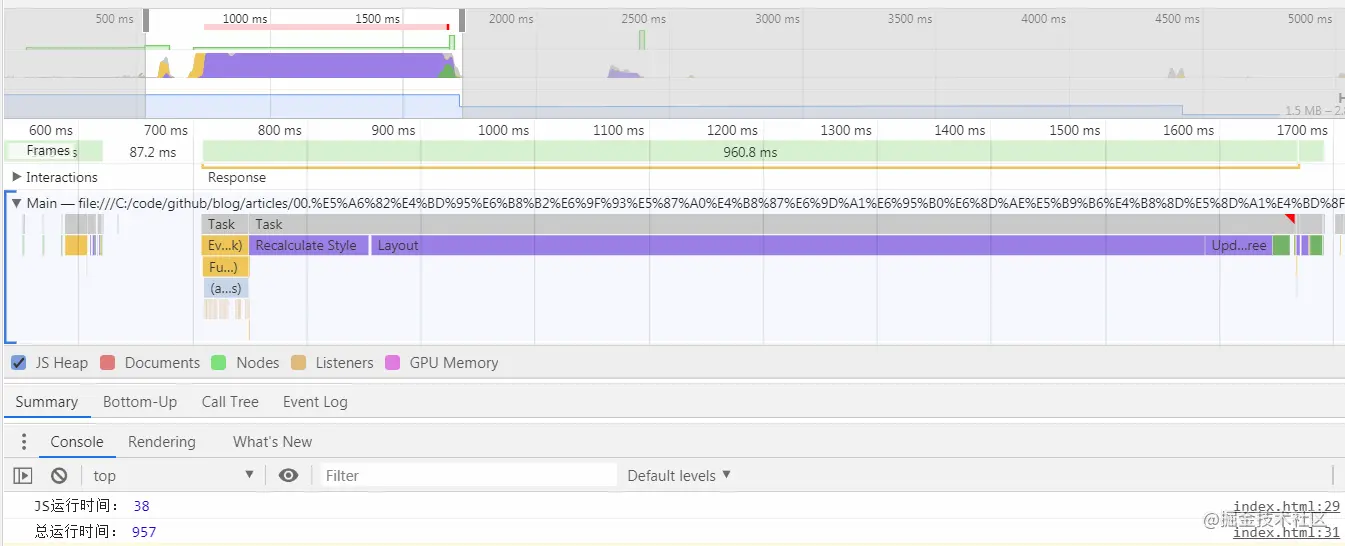 500 ms 1000 ms 1500 ms 2000 ms 2500 ms 3000 ms 3500 ms 4000 ms 4500 ms 5000 ms
1.5 MB – 2.
600 ms 700 ms 800 ms 900 ms 1000 ms 1100 ms 1200 ms 1300 ms 1400 ms 1500 ms 1600 ms 1700 ms
Frames 87.2 ms 960.8 ms
Interactions Response
Main — file:///C:/code/github/blog/articles/00.%E5%A6%82%E4%BD%95%E6%B8%B2%E6%9F%93%E5%87%A0%E4%B8%87%E6%9D%A1%E6%95%B0%E6%8D%AE%E5%B9%B6%E4%B8%8D%E5%8D%A1%E4%BD%8F
Task Task
Ev...k) Recalculate Style Layout Upd...ree
Fu...)
(a...s)
JS Heap Documents Nodes Listeners GPU Memory
Summary Bottom-Up Call Tree Event Log
Console Rendering What's New
top Filter Default levels
JS运行时间： 38 index.html:29
@掘金技术社区
总运行时间： 957 index.html:31